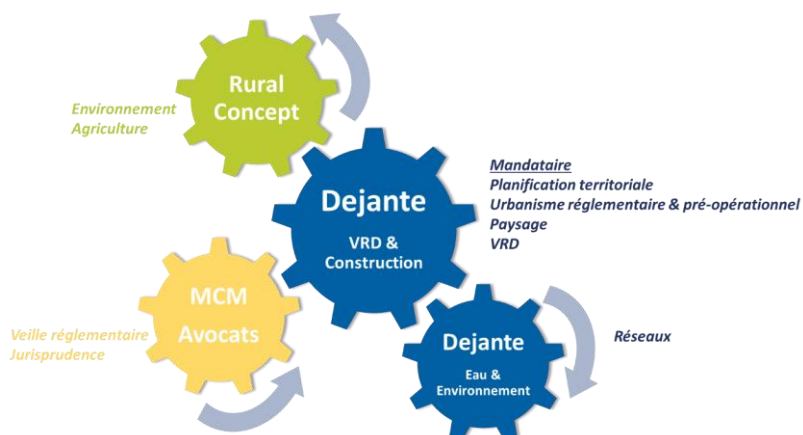 Rural
Concept
Environnement
Agriculture
Dejante
VRD &
Construction
Mandataire
Planification territoriale
Urbanisme réglementaire & pré-opérationnel
Paysage
VRD
MCM
Avocats
Veille réglementaire
Jurisprudence
Dejante
Eau &
Environnement
Réseaux